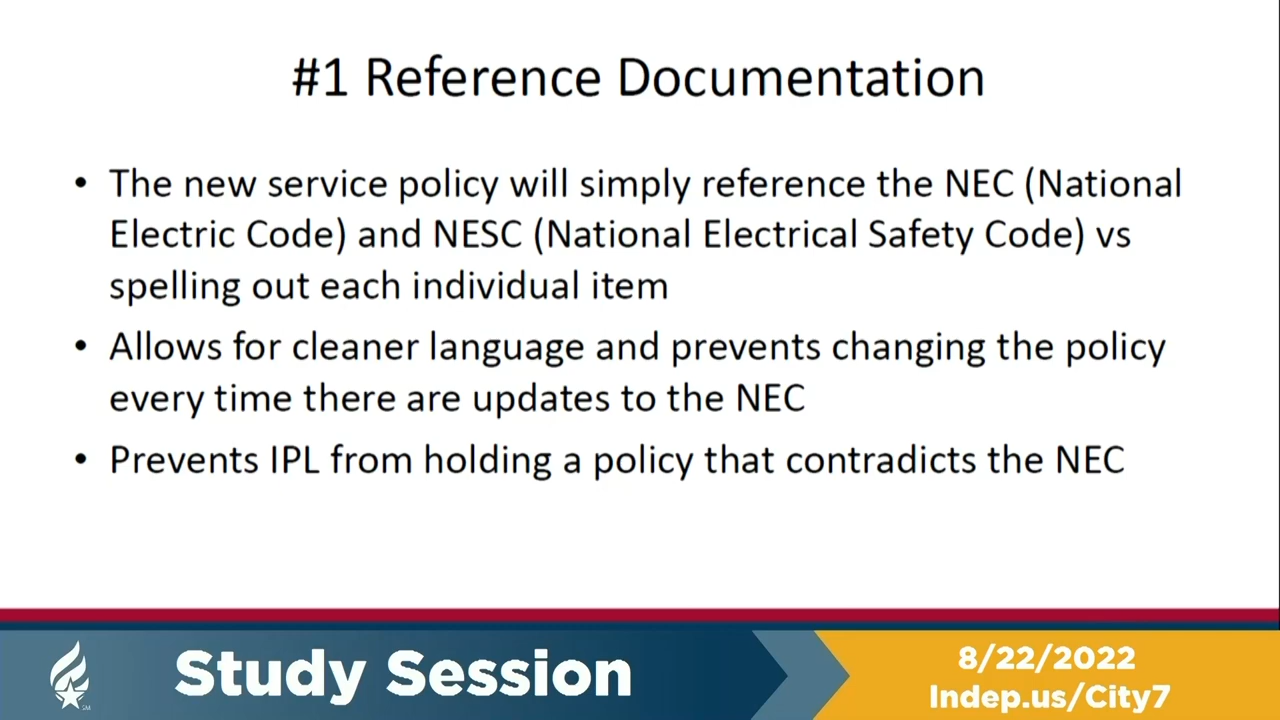 #1 Reference Documentation
• The new service policy will simply reference the NEC (National
Electric Code) and NESC (National Electrical Safety Code) vs
spelling out each individual item
• Allows for cleaner language and prevents changing the policy
every time there are updates to the NEC
• Prevents IPL from holding a policy that contradicts the NEC
Study Session
8/22/2022
Indep.us/City7